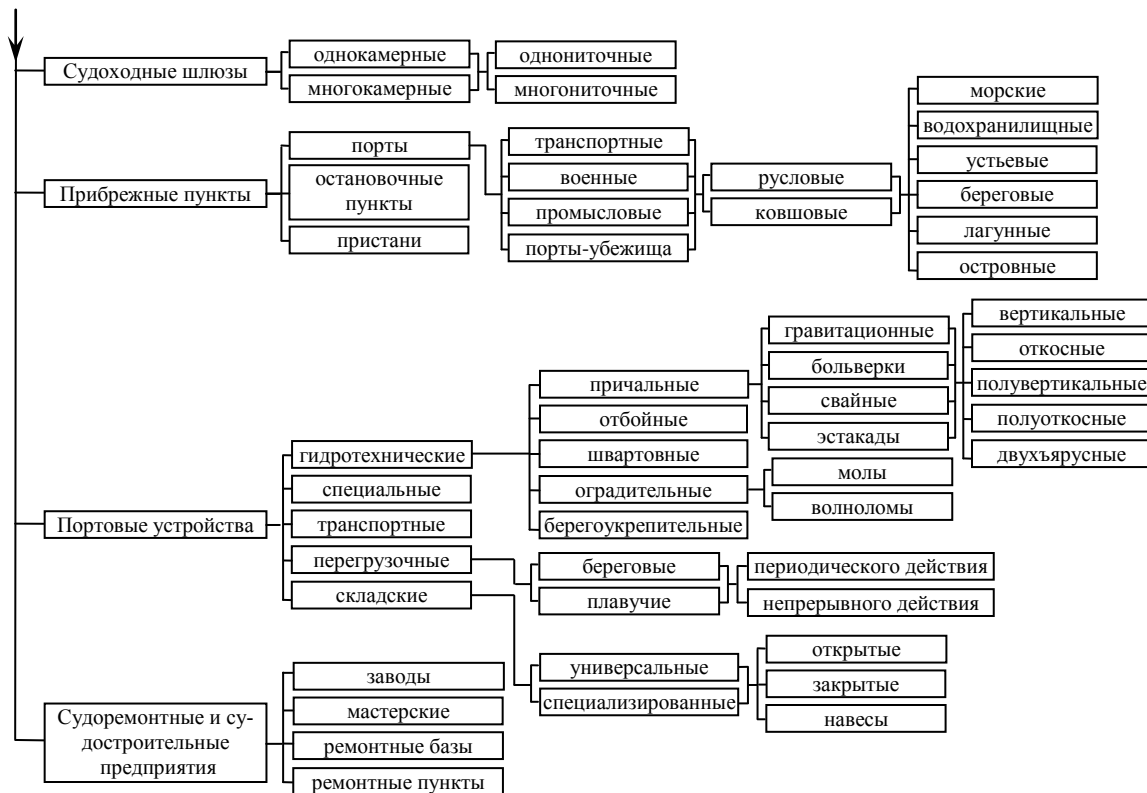 Судоходные шлюзы
однокамерные
многокамерные
однониточные
многониточные
Прибрежные пункты
порты
остановочные
пункты
пристани
транспортные
военные
промысловые
порты-убежища
русловые
ковшовые
морские
водохранилищные
устьевые
береговые
лагунные
островные
Портовые устройства
гидротехнические
специальные
транспортные
перегрузочные
складские
причальные
отбойные
швартовные
оградительные
берегоукрепительные
гравитационные
больверки
свайные
эстакады
вертикальные
откосные
полувертикальные
полуоткосные
двухъярусные
молы
волноломы
береговые
плавучие
периодического действия
непрерывного действия
универсальные
специализированные
открытые
закрытые
навесы
Судоремонтные и су-
достроительные
предприятия
заводы
мастерские
ремонтные базы
ремонтные пункты